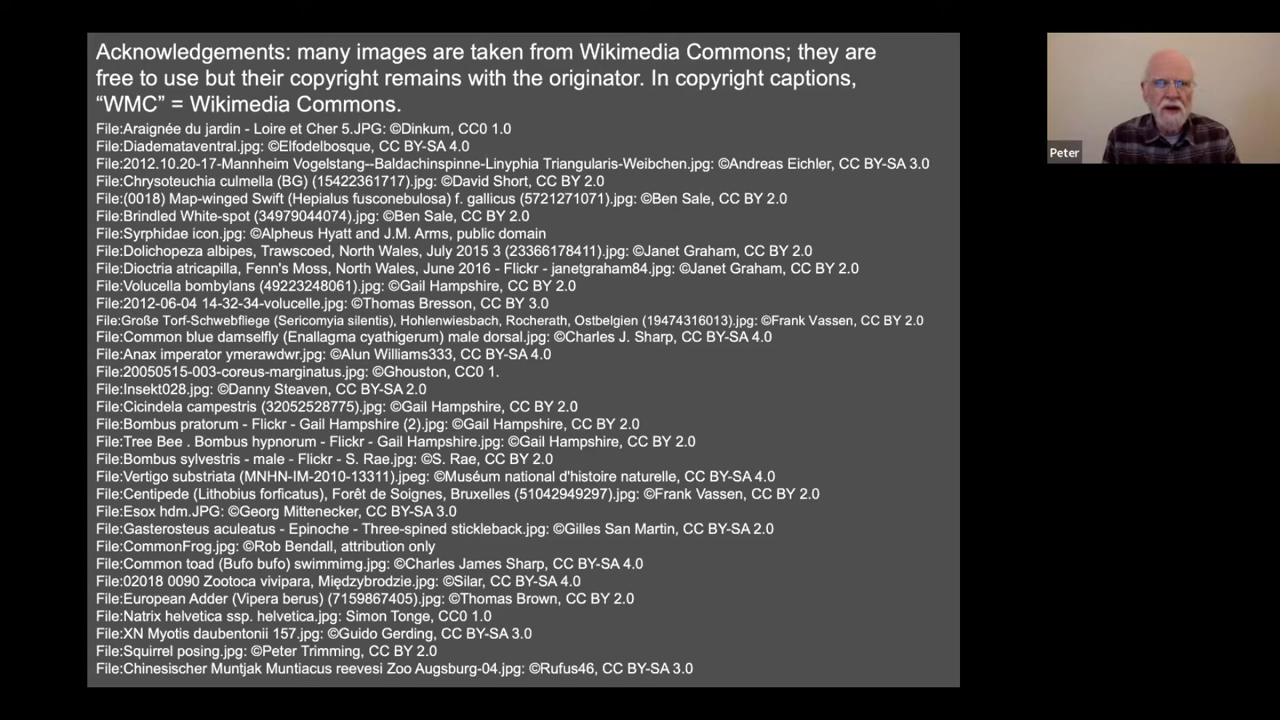 Acknowledgements: many images are taken from Wikimedia Commons; they are
free to use but their copyright remains with the originator. In copyright captions,
“WMC” = Wikimedia Commons.
File:Araignée du jardin - Loire et Cher 5.JPG: ©Dinkum, CC0 1.0
File:Diademataventral.jpg: ©Elfodelbosque, CC BY-SA 4.0
File:2012.10.20-17-Mannheim Vogelstang--Baldachinspinne-Linyphia Triangularis-Weibchen.jpg: ©Andreas Eichler, CC BY-SA 3.0
File:Chrysoteuchia culmella (BG) (15422361717).jpg: ©David Short, CC BY 2.0
File:(0018) Map-winged Swift (Hepialus fusconebulosa) f. gallicus (5721271071).jpg: ©Ben Sale, CC BY 2.0
File:Brindled White-spot (34979044074).jpg: ©Ben Sale, CC BY 2.0
File:Syrphidae icon.jpg: ©Alpheus Hyatt and J.M. Arms, public domain
File:Dolichopeza albipes, Trawscoed, North Wales, July 2015 3 (23366178411).jpg: ©Janet Graham, CC BY 2.0
File:Dioctria atricapilla, Fenn's Moss, North Wales, June 2016 - Flickr - janetgraham84.jpg: ©Janet Graham, CC BY 2.0
File:Volucella bombylans (49223248061).jpg: ©Gail Hampshire, CC BY 2.0
File:2012-06-04 14-32-34-volucelle.jpg: ©Thomas Bresson, CC BY 3.0
File:Große Torf-Schwebfliege (Sericomyia silentis), Hohlenwiesbach, Rocherath, Ostbelgien (19474316013).jpg: ©Frank Vassen, CC BY 2.0
File:Common blue damselfly (Enallagma cyathigerum) male dorsal.jpg: ©Charles J. Sharp, CC BY-SA 4.0
File:Anax imperator ymerawdwr.jpg: ©Alun Williams333, CC BY-SA 4.0
File:20050515-003-coreus-marginatus.jpg: ©Ghouston, CC0 1.
File:Insekt028.jpg: ©Danny Steaven, CC BY-SA 2.0
File:Cicindela campestris (32052528775).jpg: ©Gail Hampshire, CC BY 2.0
File:Bombus pratorum - Flickr - Gail Hampshire (2).jpg: ©Gail Hampshire, CC BY 2.0
File:Tree Bee . Bombus hypnorum - Flickr - Gail Hampshire.jpg: ©Gail Hampshire, CC BY 2.0
File:Bombus sylvestris - male - Flickr - S. Rae.jpg: ©S. Rae, CC BY 2.0
File:Vertigo substriata (MNHN-IM-2010-13311).jpeg: ©Muséum national d'histoire naturelle, CC BY-SA 4.0
File:Centipede (Lithobius forficatus), Forêt de Soignes, Bruxelles (51042949297).jpg: ©Frank Vassen, CC BY 2.0
File:Esox hdm.JPG: ©Georg Mittenecker, CC BY-SA 3.0
File:Gasterosteus aculeatus - Epinoche - Three-spined stickleback.jpg: ©Gilles San Martin, CC BY-SA 2.0
File:CommonFrog.jpg: ©Rob Bendall, attribution only
File:Common toad (Bufo bufo) swimmimg.jpg: ©Charles James Sharp, CC BY-SA 4.0
File:02018 0090 Zootoca vivipara, Międzybrodzie.jpg: ©Silar, CC BY-SA 4.0
File:European Adder (Vipera berus) (7159867405).jpg: ©Thomas Brown, CC BY 2.0
File:Natrix helvetica ssp. helvetica.jpg: Simon Tonge, CC0 1.0
File:XN Myotis daubentonii 157.jpg: ©Guido Gerding, CC BY-SA 3.0
File:Squirrel posing.jpg: ©Peter Trimming, CC BY 2.0
File:Chinesischer Muntjak Muntiacus reevesi Zoo Augsburg-04.jpg: ©Rufus46, CC BY-SA 3.0
Peter